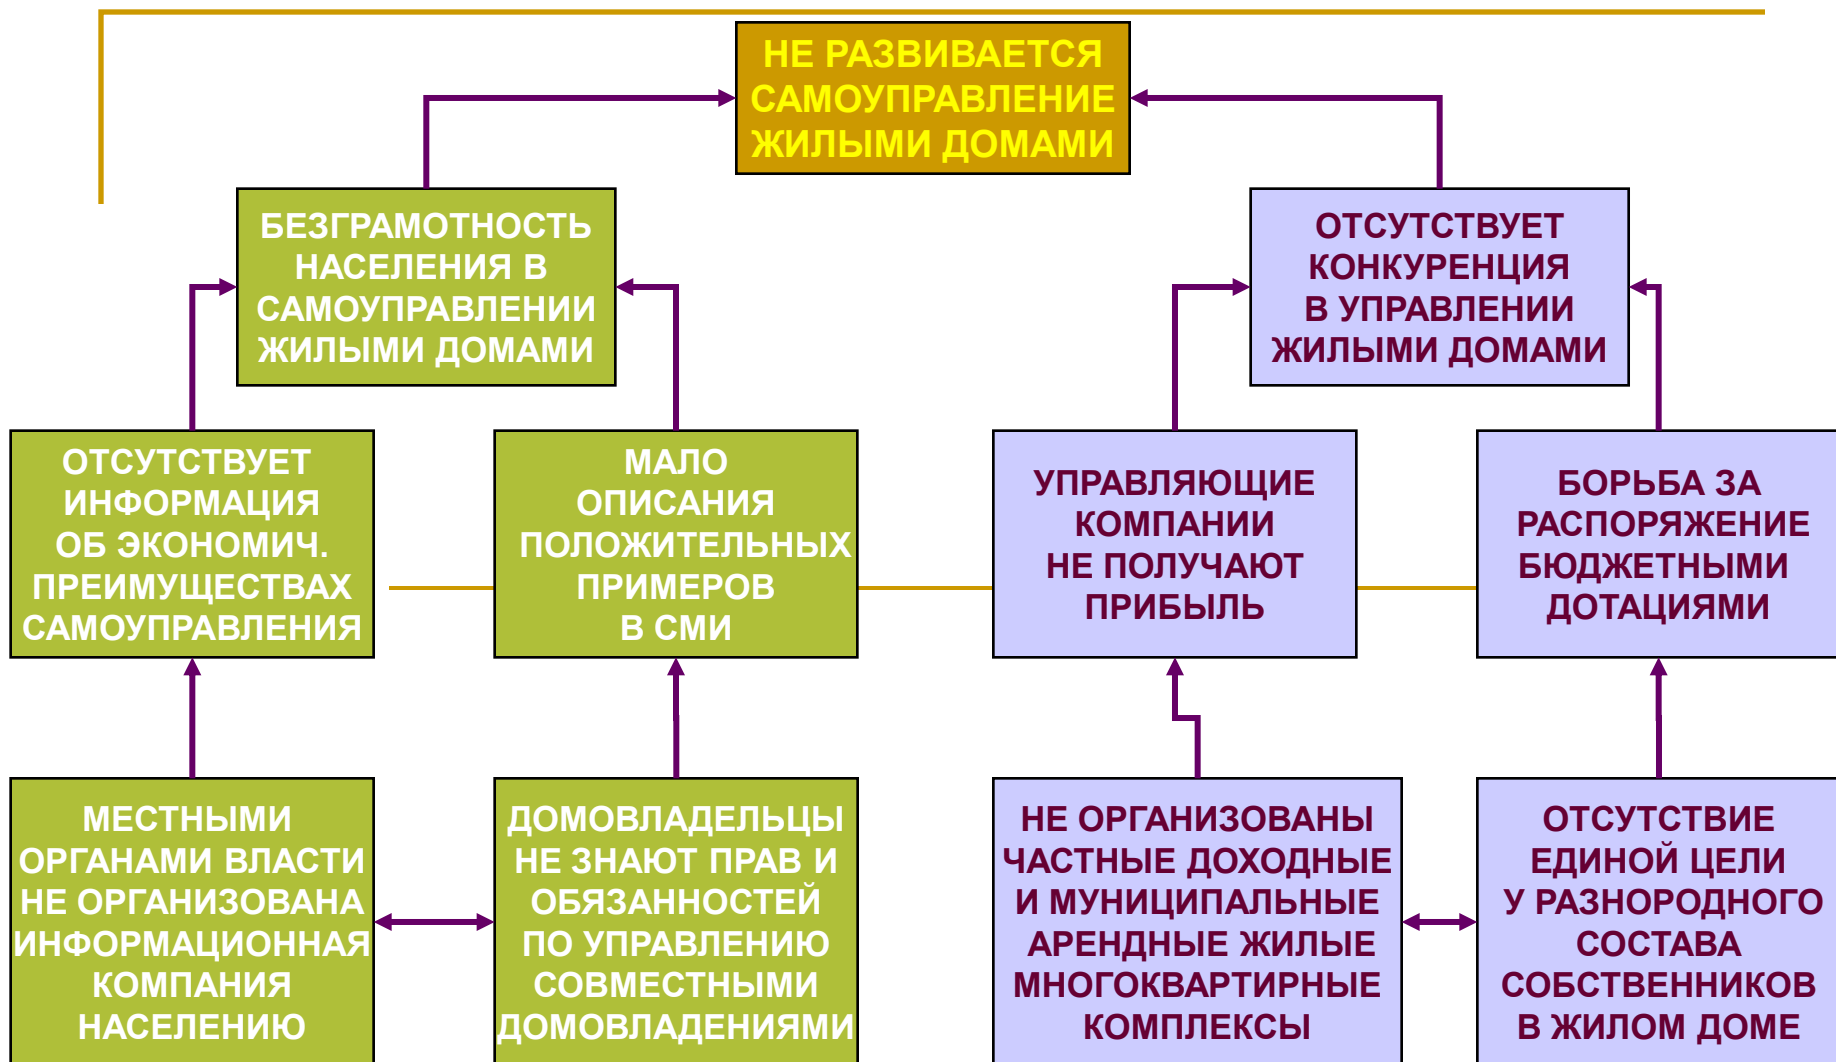 НЕ РАЗВИВАЕТСЯ
САМОУПРАВЛЕНИЕ
ЖИЛЫМИ ДОМАМИ
БЕЗГРАМОТНОСТЬ
НАСЕЛЕНИЯ В
САМОУПРАВЛЕНИИ
ЖИЛЫМИ ДОМАМИ
ОТСУТСТВУЕТ
КОНКУРЕНЦИЯ
В УПРАВЛЕНИИ
ЖИЛЫМИ ДОМАМИ
ОТСУТСТВУЕТ
ИНФОРМАЦИЯ
ОБ ЭКОНОМИЧ.
ПРЕИМУЩЕСТВАХ
САМОУПРАВЛЕНИЯ
МАЛО
ОПИСАНИЯ
ПОЛОЖИТЕЛЬНЫХ
ПРИМЕРОВ
В СМИ
УПРАВЛЯЮЩИЕ
КОМПАНИИ
НЕ ПОЛУЧАЮТ
ПРИБЫЛЬ
БОРЬБА ЗА
РАСПОРЯЖЕНИЕ
БЮДЖЕТНЫМИ
ДОТАЦИЯМИ
МЕСТНЫМИ
ОРГАНАМИ ВЛАСТИ
НЕ ОРГАНИЗОВАНА
ИНФОРМАЦИОННАЯ
КОМПАНИЯ
НАСЕЛЕНИЮ
ДОМОВЛАДЕЛЬЦЫ
НЕ ЗНАЮТ ПРАВ И
ОБЯЗАННОСТЕЙ
ПО УПРАВЛЕНИЮ
СОВМЕСТНЫМИ
ДОМОВЛАДЕНИЯМИ
НЕ ОРГАНИЗОВАНЫ
ЧАСТНЫЕ ДОХОДНЫЕ
И МУНИЦИПАЛЬНЫЕ
АРЕНДНЫЕ ЖИЛЫЕ
МНОГОКВАРТИРНЫЕ
КОМПЛЕКСЫ
ОТСУТСТВИЕ
ЕДИНОЙ ЦЕЛИ
У РАЗНОРОДНОГО
СОСТАВА
СОБСТВЕННИКОВ
В ЖИЛОМ ДОМЕ